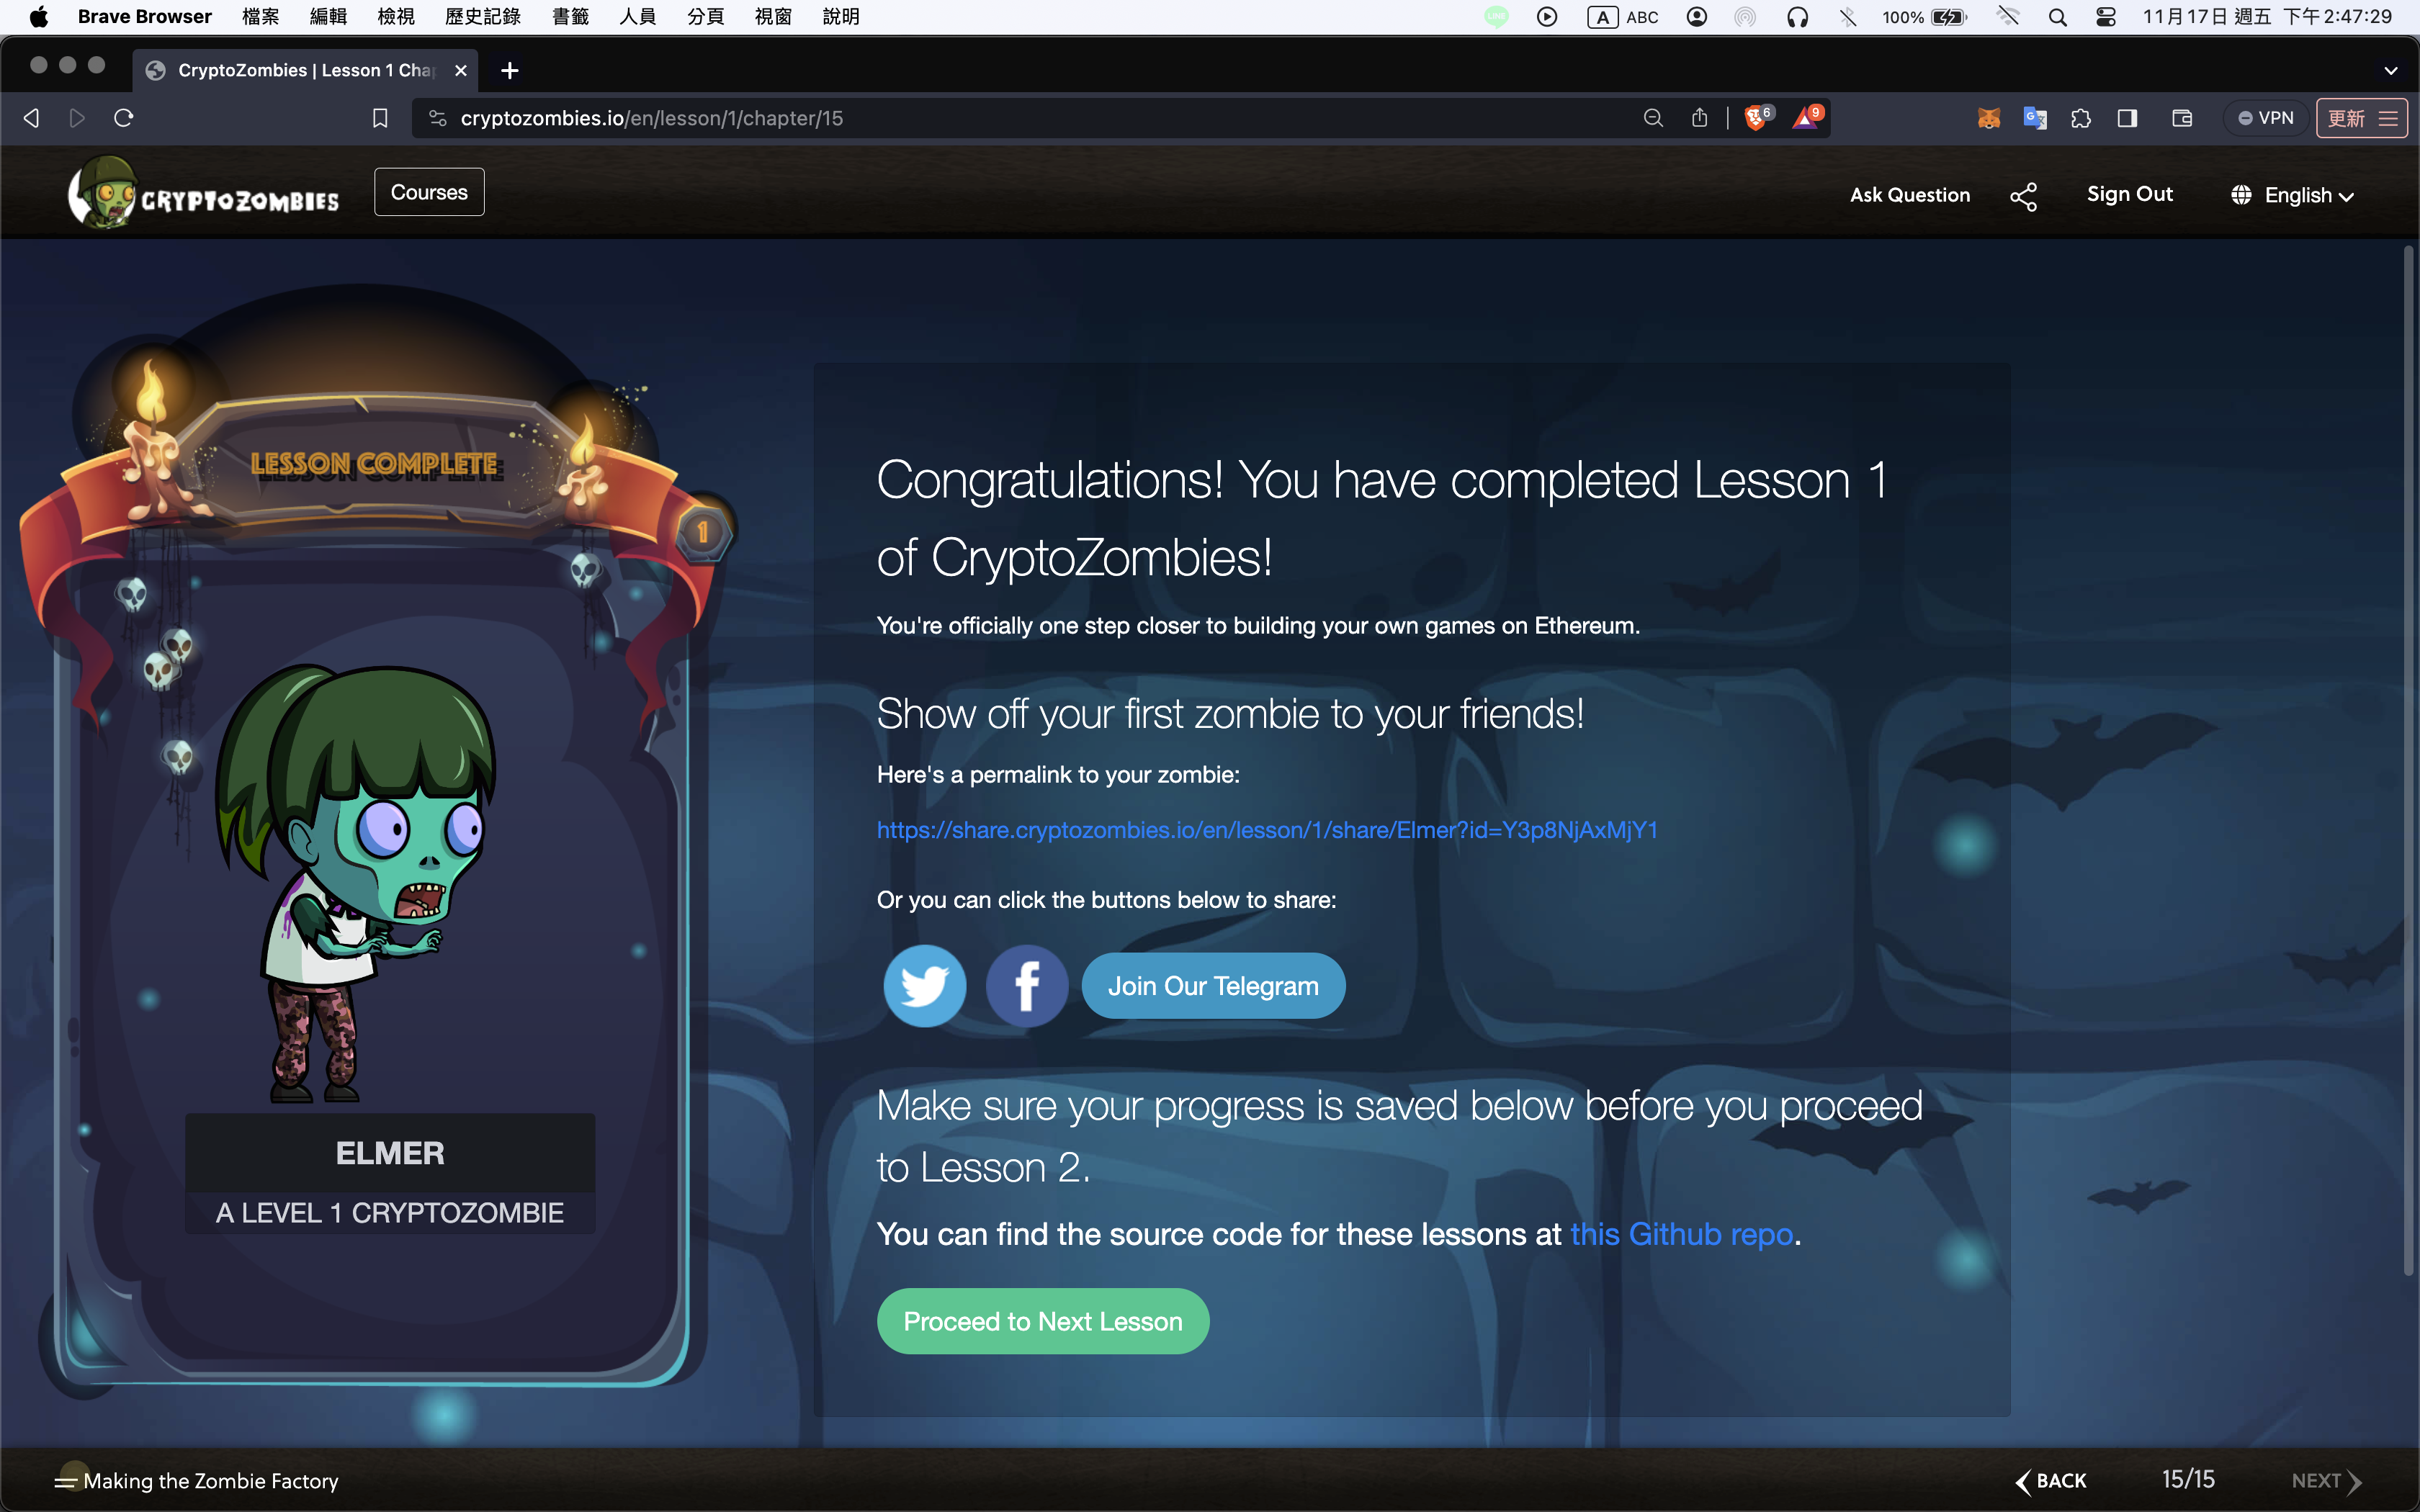 Brave Browser 檔案 編輯 檢視 歷史記錄 書籤 人員 分頁 視窗 說明 LINE A ABC 100% 11月17日 週五 下午2:47:29
CryptoZombies | Lesson 1 Chap
cryptozombies.io/en/lesson/1/chapter/15 6 9 VPN 更新
CRYPTOZOMBIES Courses Ask Question Sign Out English
LESSON COMPLETE
1
ELMER
A LEVEL 1 CRYPTOZOMBIE
Congratulations! You have completed Lesson 1
of CryptoZombies!
You're officially one step closer to building your own games on Ethereum.
Show off your first zombie to your friends!
Here's a permalink to your zombie:
https://share.cryptozombies.io/en/lesson/1/share/Elmer?id=Y3p8NjAxMjY1
Or you can click the buttons below to share:
Join Our Telegram
Make sure your progress is saved below before you proceed
to Lesson 2.
You can find the source code for these lessons at this Github repo.
Proceed to Next Lesson
Making the Zombie Factory BACK 15/15 NEXT